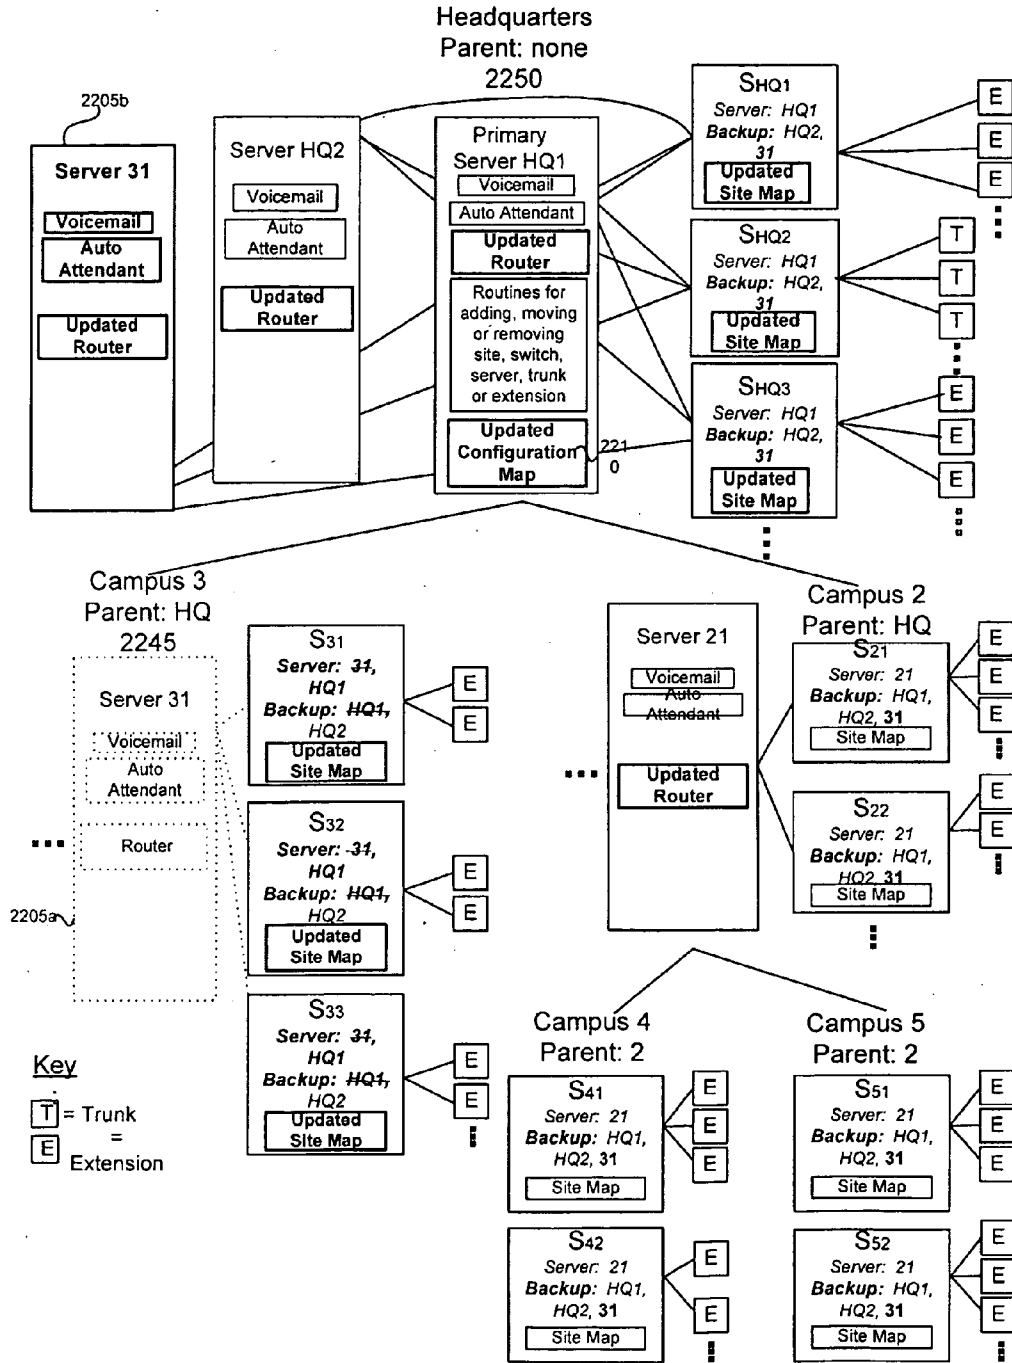 Headquarters
Parent: none
2250
2205b
Server 31
Voicemail
Auto
Attendant
Updated
Router
Server HQ2
Voicemail
Auto
Attendant
Updated
Router
Primary
Server HQ1
Voicemail
Auto Attendant
Updated
Router
Routines for
adding, moving
or removing
site, switch,
server, trunk
or extension
Updated
Configuration
Map
221
0
SHQ1
Server: HQ1
Backup: HQ2,
31
Updated
Site Map
E
E
E
SHQ2
Server: HQ1
Backup: HQ2,
31
Updated
Site Map
T
T
T
SHQ3
Server: HQ1
Backup: HQ2,
31
Updated
Site Map
E
E
E
Campus 3
Parent: HQ
2245
Server 31
Voicemail
Auto
Attendant
Router
2205a
S31
Server: 31,
HQ1
Backup: HQ1,
HQ2
Updated
Site Map
E
E
S32
Server: 31,
HQ1
Backup: HQ1,
HQ2
Updated
Site Map
E
E
S33
Server: 31,
HQ1
Backup: HQ1,
HQ2
Updated
Site Map
E
E
Campus 2
Parent: HQ
Server 21
Voicemail
Auto
Attendant
Updated
Router
S21
Server: 21
Backup: HQ1,
HQ2, 31
Site Map
E
E
E
S22
Server: 21
Backup: HQ1,
HQ2, 31
Site Map
E
E
Key
T = Trunk
E =
Extension
Campus 4
Parent: 2
S41
Server: 21
Backup: HQ1,
HQ2, 31
Site Map
E
E
E
S42
Server: 21
Backup: HQ1,
HQ2, 31
Site Map
E
E
Campus 5
Parent: 2
S51
Server: 21
Backup: HQ1,
HQ2, 31
Site Map
E
E
E
S52
Server: 21
Backup: HQ1,
HQ2, 31
Site Map
E
E
E